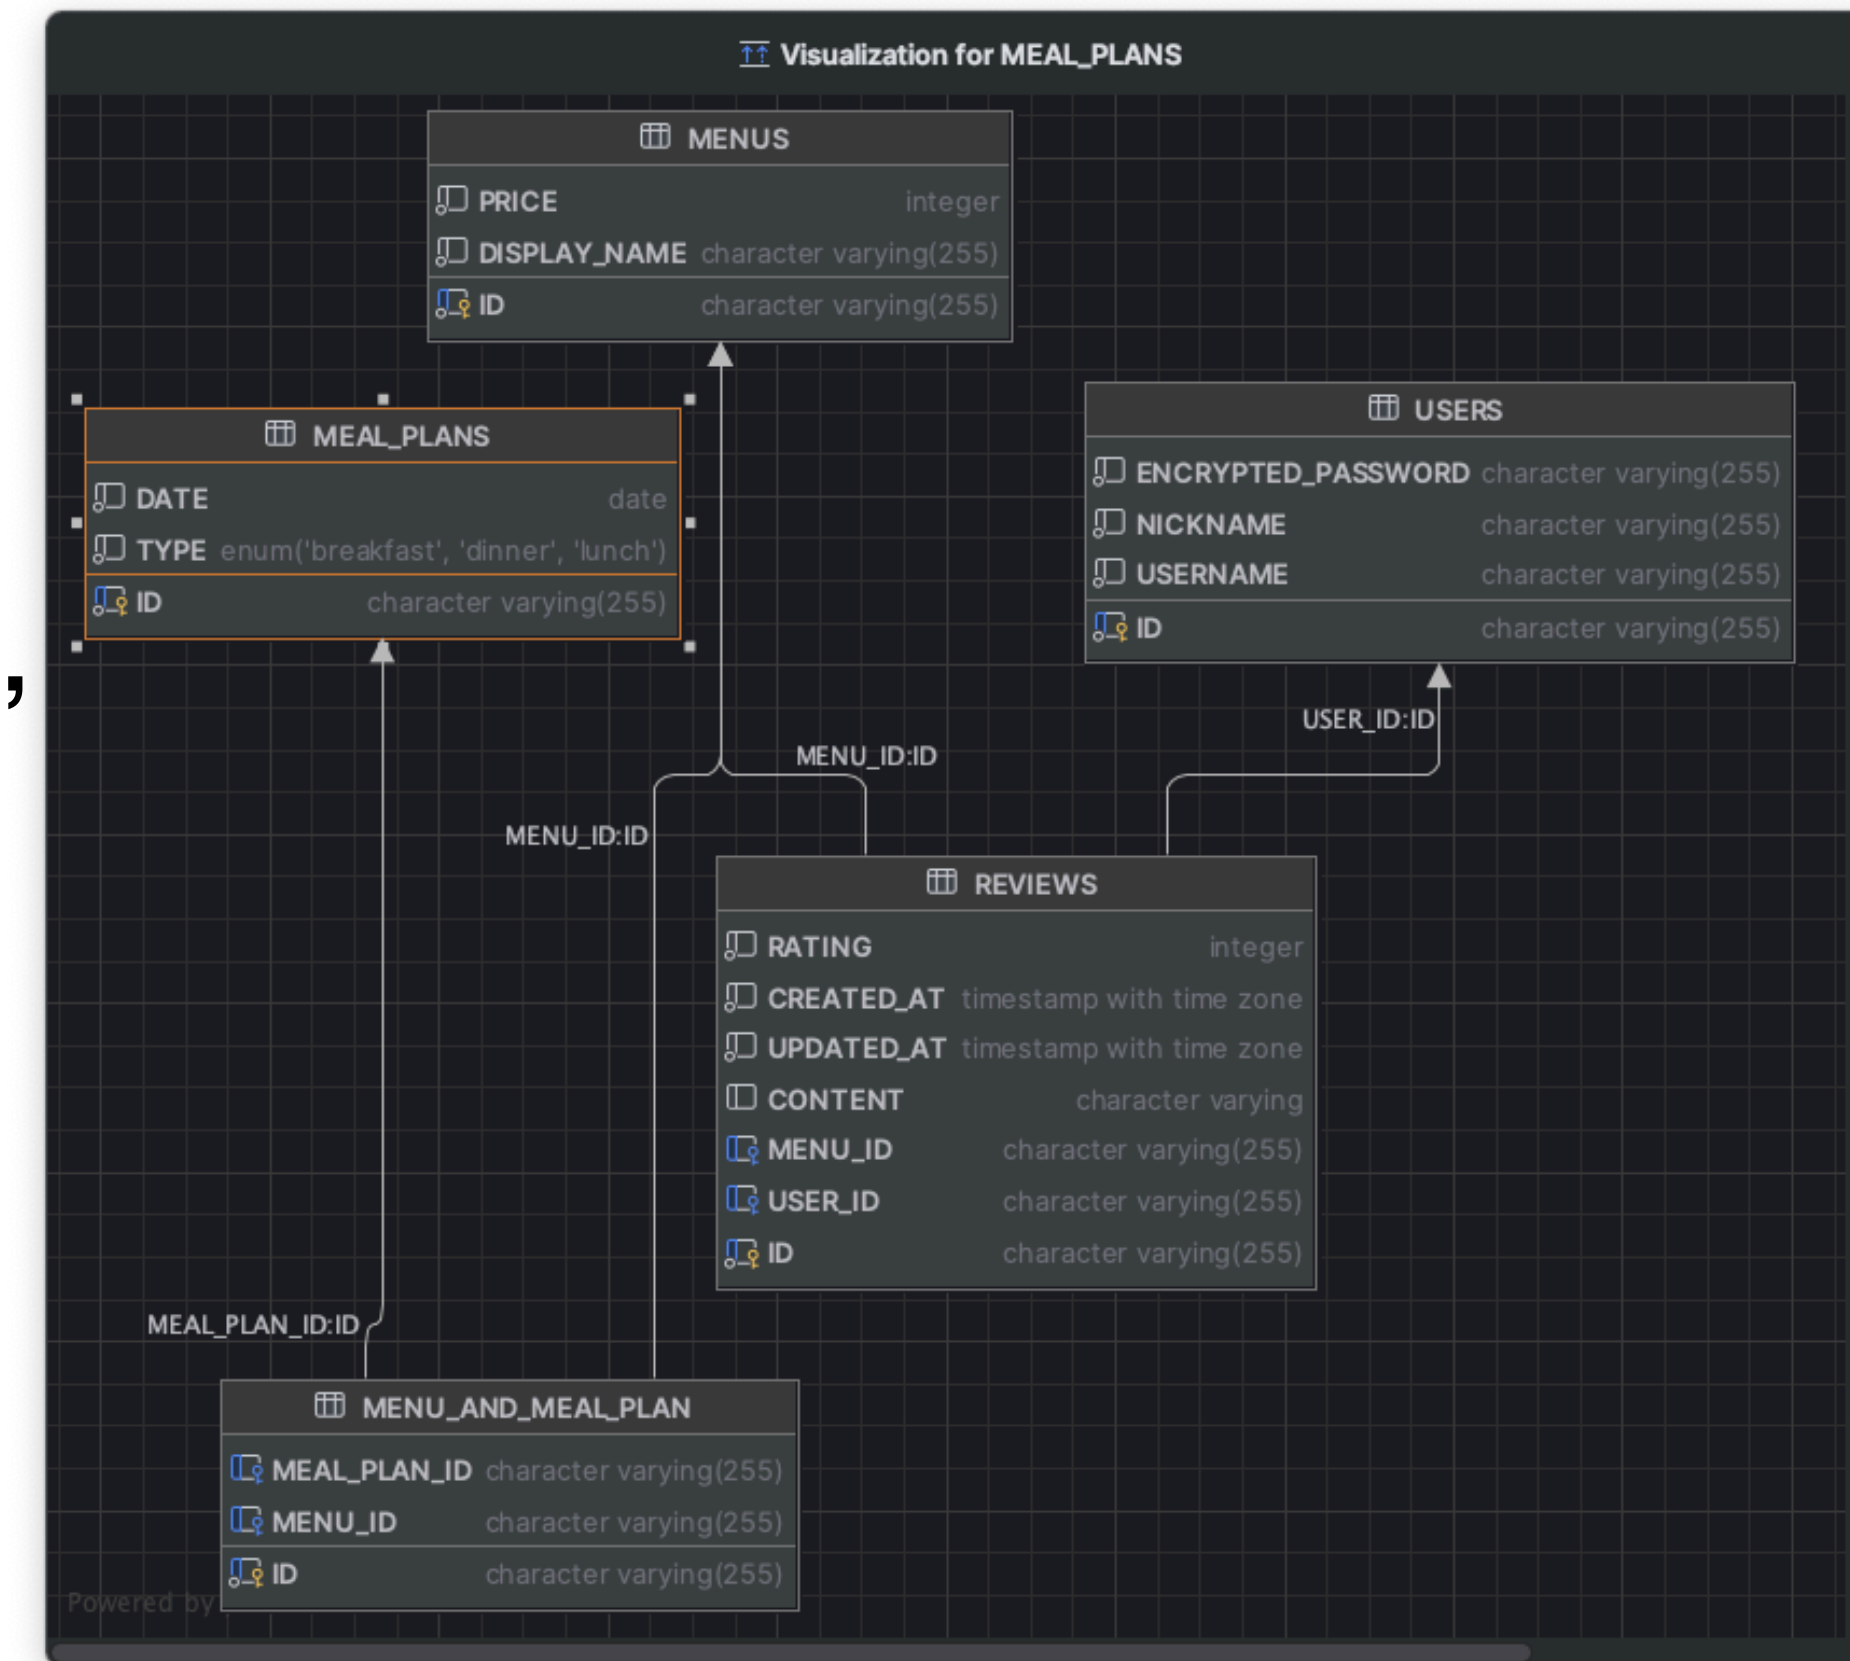 Visualization for MEAL_PLANS
MENUS
PRICE integer
DISPLAY_NAME character varying(255)
ID character varying(255)
MEAL_PLANS
DATE date
TYPE enum('breakfast', 'dinner', 'lunch')
ID character varying(255)
USERS
ENCRYPTED_PASSWORD character varying(255)
NICKNAME character varying(255)
USERNAME character varying(255)
ID character varying(255)
,
USER_ID:ID
MENU_ID:ID
MENU_ID:ID
REVIEWS
RATING integer
CREATED_AT timestamp with time zone
UPDATED_AT timestamp with time zone
CONTENT character varying
MENU_ID character varying(255)
USER_ID character varying(255)
ID character varying(255)
MEAL_PLAN_ID:ID
MENU_AND_MEAL_PLAN
MEAL_PLAN_ID character varying(255)
MENU_ID character varying(255)
ID character varying(255)
Powered by